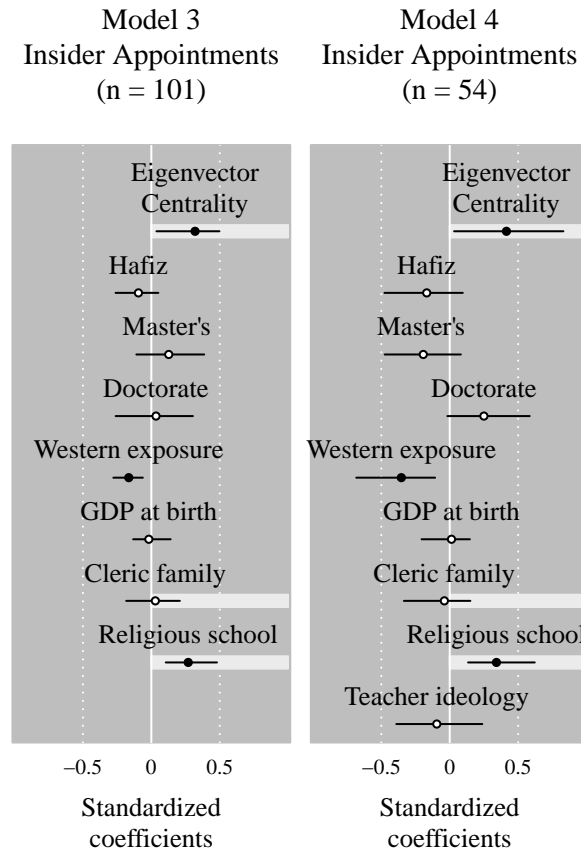 Model 3
Insider Appointments
(n = 101)
Eigenvector
Centrality
Hafiz
Master's
Doctorate
Western exposure
GDP at birth
Cleric family
Religious school
−0.5 0 0.5
Standardized
coefficients
Model 4
Insider Appointments
(n = 54)
Eigenvector
Centrality
Hafiz
Master's
Doctorate
Western exposure
GDP at birth
Cleric family
Religious school
Teacher ideology
−0.5 0 0.5
Standardized
coefficients